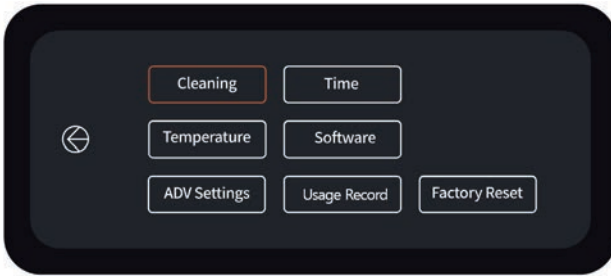 Cleaning Time
Temperature Software
ADV Settings Usage Record Factory Reset